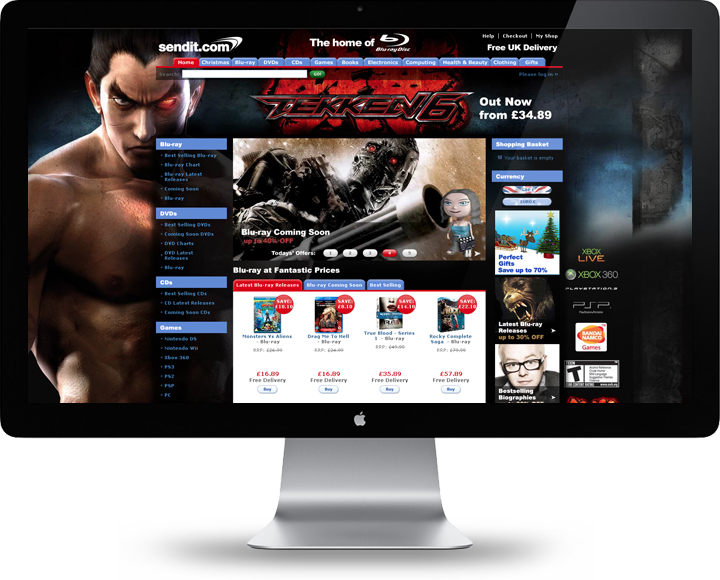 sendit.com
The home of Blu-ray Disc
Help | Checkout | My Shop
Free UK Delivery
Home Christmas Blu-ray DVDs CDs Games Books Electronics Computing Health & Beauty Clothing Gifts
Search: GO!
Please log in
TEKKEN 6
Out Now
from £34.89
Blu-ray
Best Selling Blu-ray
Blu-ray Chart
Blu-ray Latest
Releases
Coming Soon
Blu-ray
DVDs
Best Selling DVDs
Coming Soon DVDs
DVD Charts
DVD Latest
Releases
Blu-ray
CDs
Best Selling CDs
CD Latest Releases
Coming Soon CDs
Games
Nintendo DS
Nintendo Wii
Xbox 360
PS3
PS2
PSP
PC
Blu-ray Coming Soon
up to 40% OFF
Todays' Offers: 1 2 3 4 5
Blu-ray at Fantastic Prices
Latest Blu-ray Releases Blu-ray Coming Soon Best Selling
SAVE: £10.10
SAVE: £8.10
SAVE: £14.10
SAVE: £22.10
Monsters Vs Aliens
- Blu-ray
Drag Me To Hell
- Blu-ray
True Blood - Series
1 - Blu-ray
Rocky Complete
Saga - Blu-ray
RRP: £26.99
RRP: £24.99
RRP: £49.99
RRP: £79.99
£16.89
Free Delivery
Buy
£16.89
Free Delivery
Buy
£35.89
Free Delivery
Buy
£57.89
Free Delivery
Buy
Shopping Basket
Your basket is empty
Currency
Perfect
Gifts
Save up to 70%
Latest Blu-ray
Releases
up to 30% OFF
Bestselling
Biographies
XBOX
LIVE
XBOX 360
PLAYSTATION 3
PSP
BANDAI
NAMCO
Games
TEEN
T